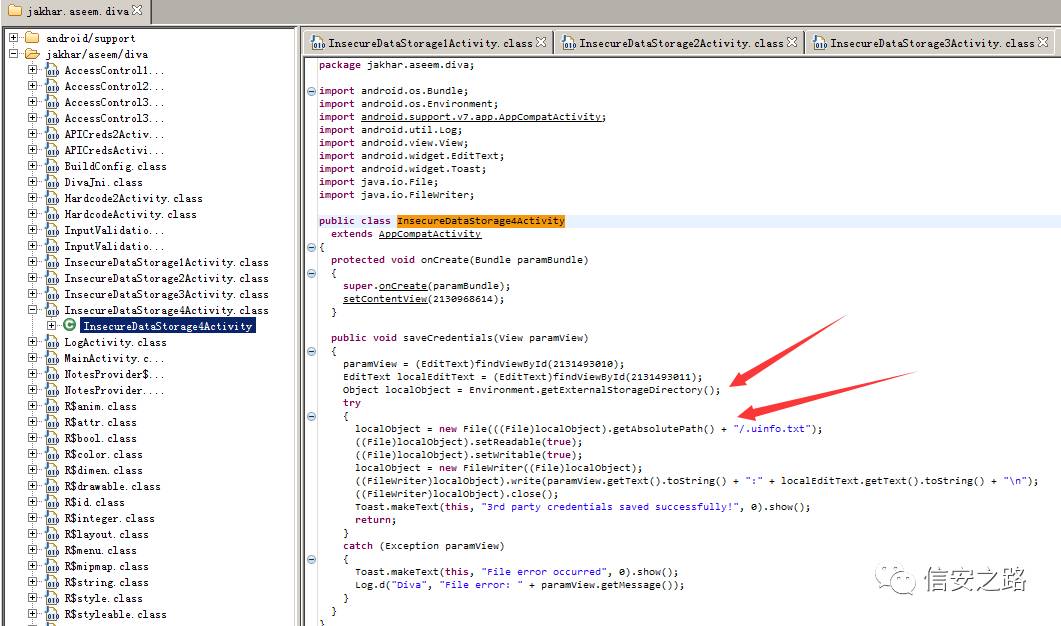 jakhar.aseem.diva
android/support
jakhar/aseem/diva
AccessControl1...
AccessControl2...
AccessControl3...
AccessControl3...
APICreds2Activ...
APICredsActivi...
BuildConfig.class
DivaJni.class
Hardcode2Activity.class
HardcodeActivity.class
InputValidatio...
InputValidatio...
InsecureDataStorage1Activity.class
InsecureDataStorage2Activity.class
InsecureDataStorage3Activity.class
InsecureDataStorage4Activity.class
InsecureDataStorage4Activity
LogActivity.class
MainActivity.c...
NotesProvider$...
NotesProvider....
R$anim.class
R$attr.class
R$bool.class
R$color.class
R$dimen.class
R$drawable.class
R$id.class
R$integer.class
R$layout.class
R$menu.class
R$mipmap.class
R$string.class
R$style.class
R$styleable.class
InsecureDataStorage1Activity.class InsecureDataStorage2Activity.class InsecureDataStorage3Activity.class
package jakhar.aseem.diva;
import android.os.Bundle;
import android.os.Environment;
import android.support.v7.app.AppCompatActivity;
import android.util.Log;
import android.view.View;
import android.widget.EditText;
import android.widget.Toast;
import java.io.File;
import java.io.FileWriter;
public class InsecureDataStorage4Activity
extends AppCompatActivity
{
protected void onCreate(Bundle paramBundle)
{
super.onCreate(paramBundle);
setContentView(2130968614);
}
public void saveCredentials(View paramView)
{
paramView = (EditText)findViewById(2131493010);
EditText localEditText = (EditText)findViewById(2131493011);
Object localObject = Environment.getExternalStorageDirectory();
try
{
localObject = new File(((File)localObject).getAbsolutePath() + "/.uinfo.txt");
((File)localObject).setReadable(true);
((File)localObject).setWritable(true);
localObject = new FileWriter((File)localObject);
((FileWriter)localObject).write(paramView.getText().toString() + ":" + localEditText.getText().toString() + "\n");
((FileWriter)localObject).close();
Toast.makeText(this, "3rd party credentials saved successfully!", 0).show();
return;
}
catch (Exception paramView)
{
Toast.makeText(this, "File error occurred", 0).show();
Log.d("Diva", "File error: " + paramView.getMessage());
}
}
}
信安之路